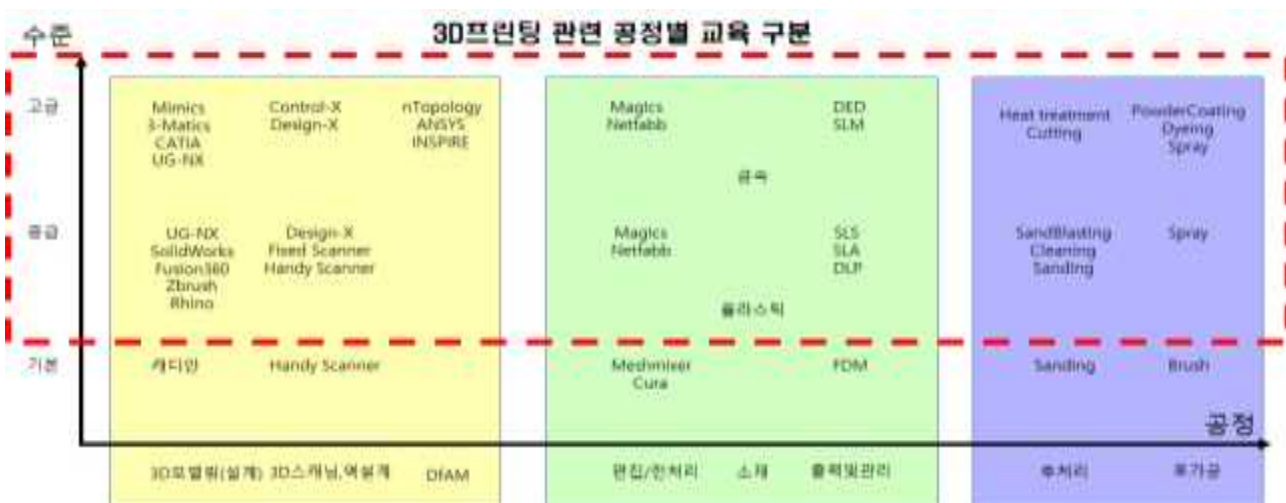 3D프린팅 관련 공정별 교육 구분
수준
고급
Mimics
3-Matics
CATIA
UG-NX
Control-X
Design-X
nTopology
ANSYS
INSPIRE
Magics
Netfabb
금속
DED
SLM
Heat treatment
Cutting
PowderCoating
Dyeing
Spray
중급
UG-NX
SolidWorks
Fusion360
Zbrush
Rhino
Design-X
Fixed Scanner
Handy Scanner
Magics
Netfabb
플라스틱
SLS
SLA
DLP
SandBlasting
Cleaning
Sanding
Spray
기본
캐디안
Handy Scanner
Meshmixer
Cura
FDM
Sanding
Brush
공정
3D모델링(설계)
3D스캐닝,역설계
DfAM
편집/전처리
소재
출력및관리
후처리
후가공